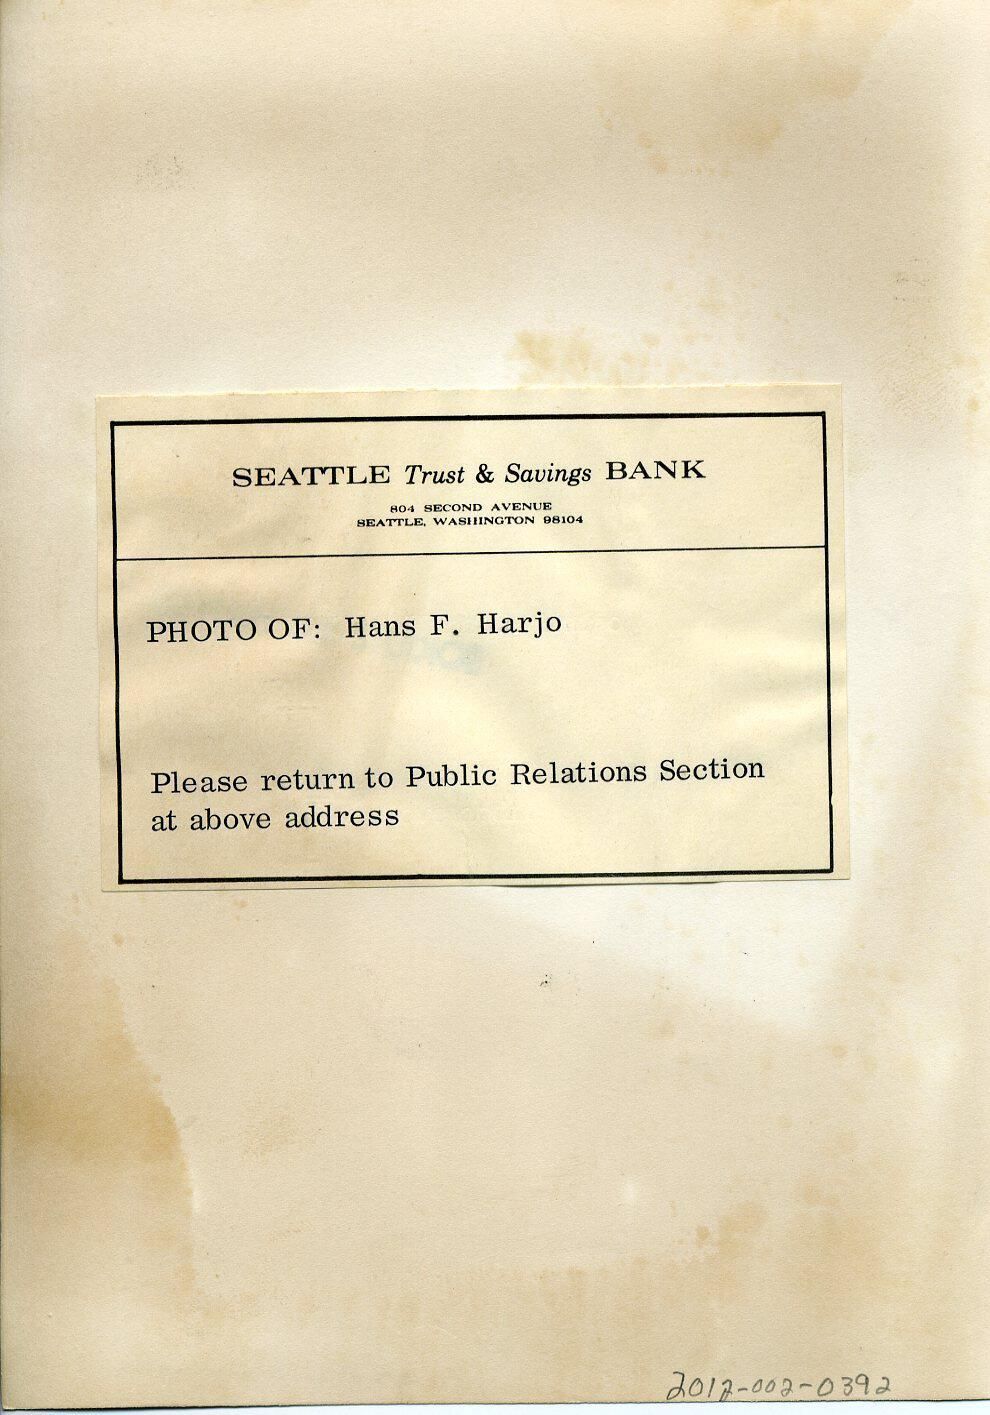 SEATTLE Trust & Savings BANK
804 SECOND AVENUE
SEATTLE, WASHINGTON 98104
PHOTO OF: Hans F. Harjo
Please return to Public Relations Section
at above address
2012-002-0392